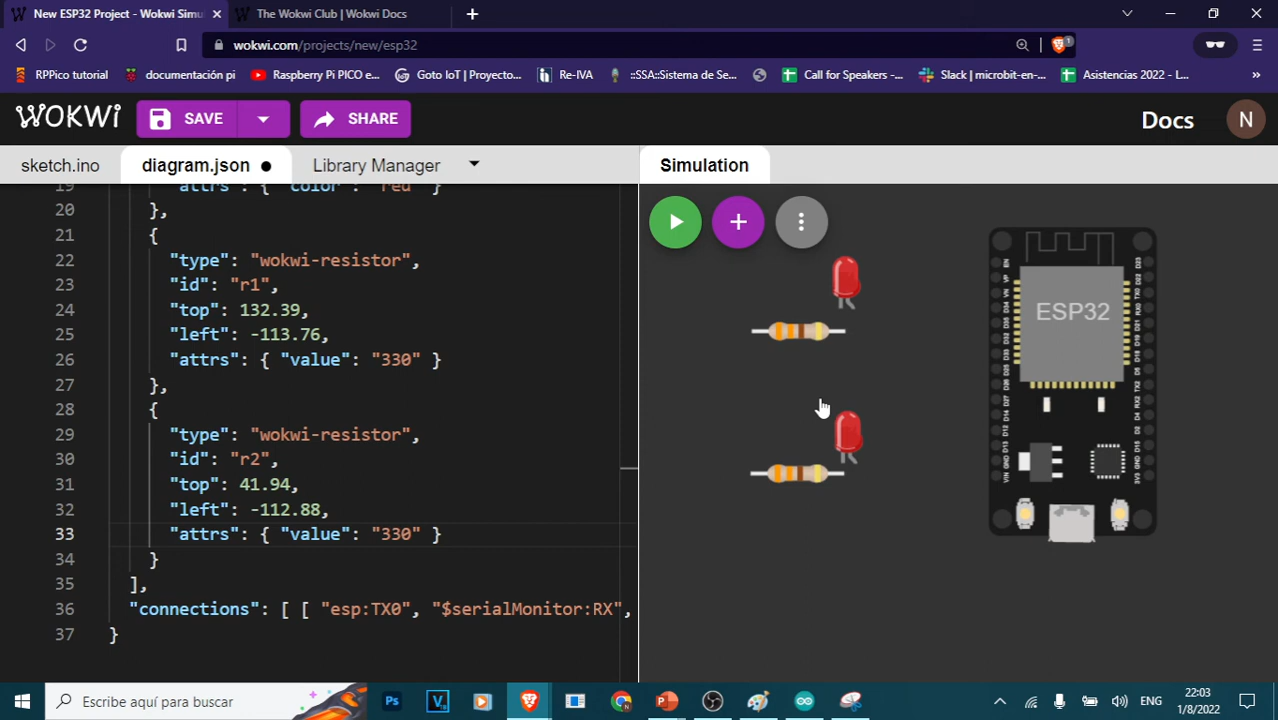 New ESP32 Project - Wokwi Simu
The Wokwi Club | Wokwi Docs
wokwi.com/projects/new/esp32
1
RPPico tutorial
documentación pi
Raspberry Pi PICO e...
Goto IoT | Proyecto...
Re-IVA
::SSA::Sistema de Se...
Call for Speakers -...
Slack | microbit-en-...
Asistencias 2022 - L...
WOKWI
SAVE
SHARE
Docs
N
sketch.ino
diagram.json
Library Manager
Simulation
19 "attrs": { "color": "red" }
20 },
21 {
22 "type": "wokwi-resistor",
23 "id": "r1",
24 "top": 132.39,
25 "left": -113.76,
26 "attrs": { "value": "330" }
27 },
28 {
29 "type": "wokwi-resistor",
30 "id": "r2",
31 "top": 41.94,
32 "left": -112.88,
33 "attrs": { "value": "330" }
34 }
35 ],
36 "connections": [ [ "esp:TX0", "$serialMonitor:RX",
37 }
ESP32
Escribe aquí para buscar
ENG
22:03
1/8/2022